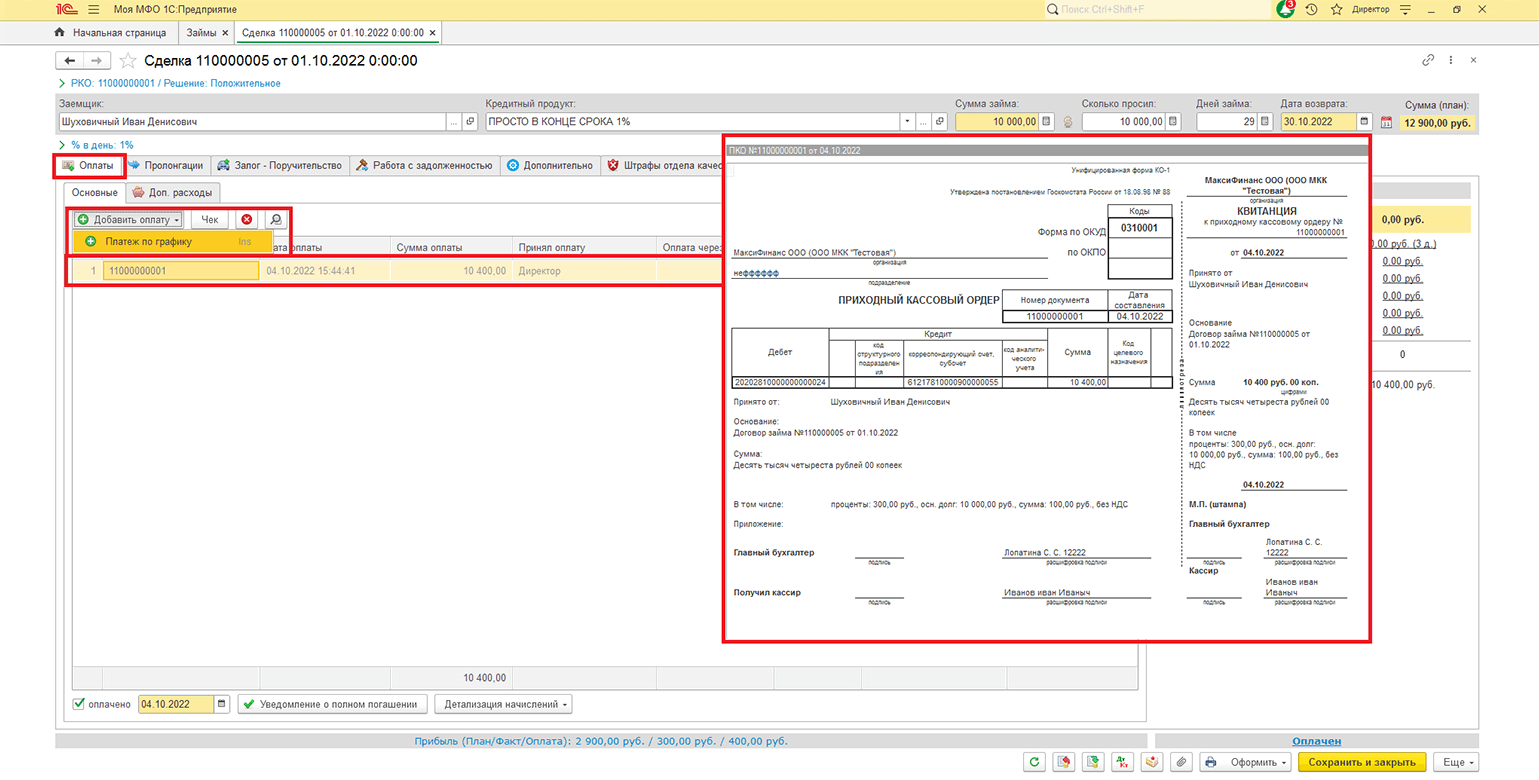 1С Моя МФО 1С:Предприятие
Поиск Ctrl+Shift+F
3
Директор
Начальная страница
Займы ×
Сделка 110000005 от 01.10.2022 0:00:00 ×
Сделка 110000005 от 01.10.2022 0:00:00
РКО: 11000000001 / Решение: Положительное
Заемщик:
Кредитный продукт:
Сумма займа:
Сколько просил:
Дней займа:
Дата возврата:
Сумма (план):
Шуховичный Иван Денисович
...
ПРОСТО В КОНЦЕ СРОКА 1%
...
10 000,00
10 000,00
29
30.10.2022
31
12 900,00 руб.
% в день: 1%
Оплаты
Пролонгации
Залог - Поручительство
Работа с задолженностью
Дополнительно
Штрафы отдела качес
Основные
Доп. расходы
Добавить оплату
Чек
Платеж по графику
Ins
ата оплаты
Сумма оплаты
Принял оплату
Оплата чере:
1
11000000001
04.10.2022 15:44:41
10 400,00
Директор
ПКО №11000000001 от 04.10.2022
Унифицированная форма КО-1
Утверждена постановлением Госкомстата России от 18.08.98 № 88
Коды
Форма по ОКУД
0310001
МаксиФинанс ООО (ООО МКК "Тестовая")
по ОКПО
организация
нефффффф
подразделение
ПРИХОДНЫЙ КАССОВЫЙ ОРДЕР
Номер документа
Дата составления
11000000001
04.10.2022
Дебет
Кредит
код структурного подразделен ия
корреспондирующий счет, субсчет
код аналити- ческого учета
Сумма
Код целевого назначения
20202810000000000024
61217810000900000055
10 400,00
Принято от:
Шуховичный Иван Денисович
Основание:
Договор займа №110000005 от 01.10.2022
Сумма:
Десять тысяч четыреста рублей 00 копеек
В том числе:
проценты: 300,00 руб., осн. долг: 10 000,00 руб., сумма: 100,00 руб., без НДС
Приложение:
Главный бухгалтер
Лопатина С. С. 12222
подпись
расшифровка подписи
Получил кассир
Иванов иван Иваныч
подпись
расшифровка подписи
МаксиФинанс ООО (ООО МКК
"Тестовая")
организация
КВИТАНЦИЯ
к приходному кассовому ордеру №
11000000001
от 04.10.2022
Принято от
Шуховичный Иван Денисович
Основание
Договор займа №110000005 от
01.10.2022
Сумма
10 400 руб. 00 коп.
цифрами
Десять тысяч четыреста рублей 00
копеек
В том числе
проценты: 300,00 руб., осн. долг:
10 000,00 руб., сумма: 100,00 руб., без
НДС
04.10.2022
М.П. (штампа)
Главный бухгалтер
Лопатина С. С.
12222
подпись
расшифровка подписи
Кассир
Иванов иван
Иваныч
подпись
расшифровка подписи
0,00 руб.
0,00 руб. (3 д.)
0,00 руб.
0,00 руб.
0,00 руб.
0,00 руб.
0,00 руб.
0
10 400,00 руб.
10 400,00
оплачено
04.10.2022
Уведомление о полном погашении
Детализация начислений
Прибыль (План/Факт/Оплата): 2 900,00 руб. / 300,00 руб. / 400,00 руб.
Оплачен
Дт Кт
Оформить
Сохранить и закрыть
Еще